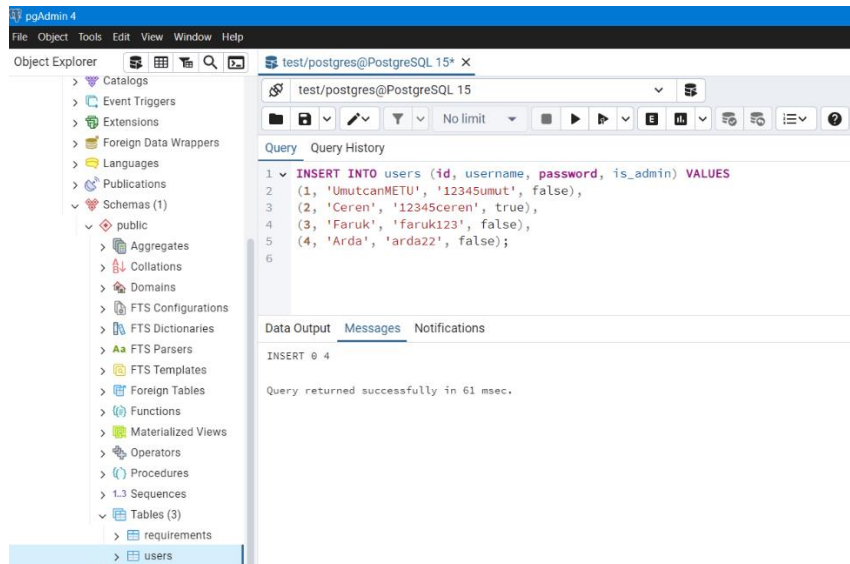 pgAdmin 4
File Object Tools Edit View Window Help
Object Explorer
Catalogs
Event Triggers
Extensions
Foreign Data Wrappers
Languages
Publications
Schemas (1)
public
Aggregates
Collations
Domains
FTS Configurations
FTS Dictionaries
Aa FTS Parsers
FTS Templates
Foreign Tables
Functions
Materialized Views
Operators
Procedures
1..3 Sequences
Tables (3)
requirements
users
test/postgres@PostgreSQL 15*
test/postgres@PostgreSQL 15
No limit
E
Query Query History
1 INSERT INTO users (id, username, password, is_admin) VALUES
2 (1, 'UmutcanMETU', '12345umut', false),
3 (2, 'Ceren', '12345ceren', true),
4 (3, 'Faruk', 'faruk123', false),
5 (4, 'Arda', 'arda22', false);
6
Data Output Messages Notifications
INSERT 0 4
Query returned successfully in 61 msec.